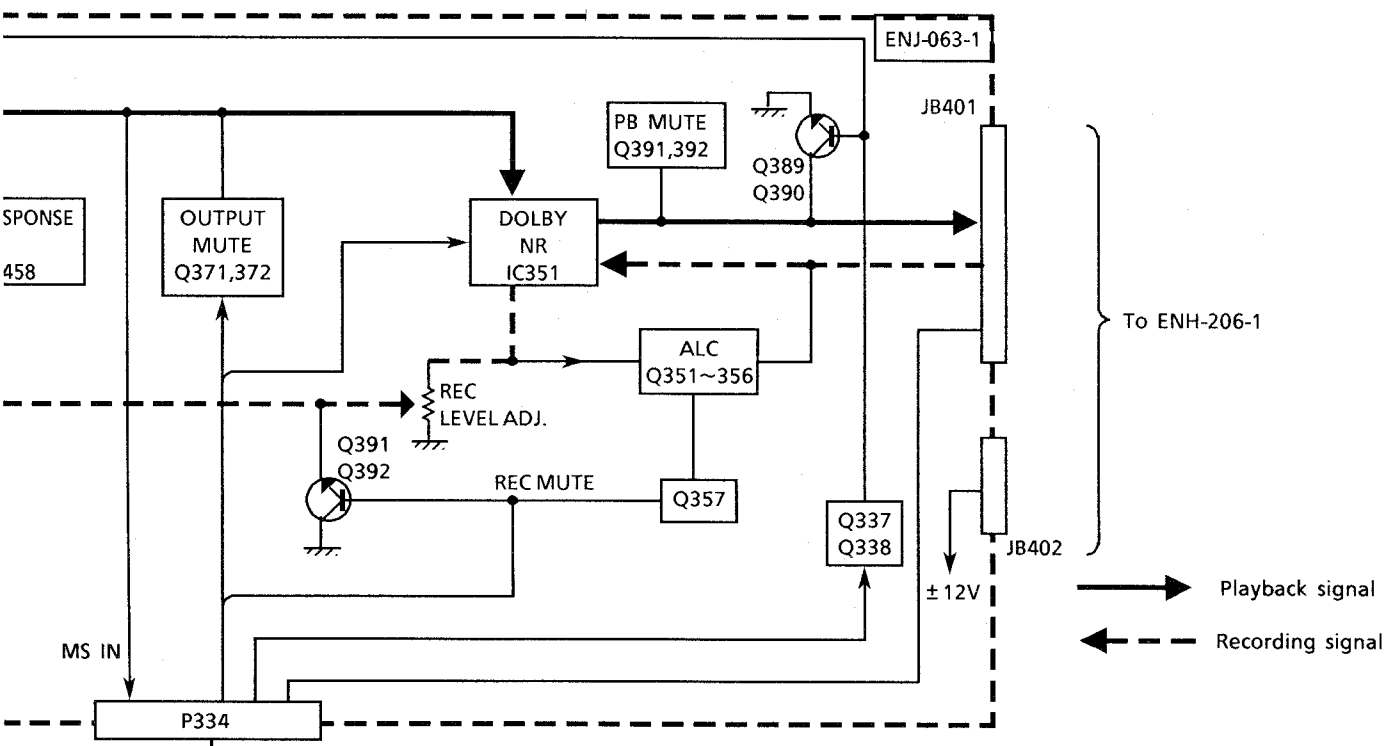 ENJ-063-1
JB401
PB MUTE
Q391,392
Q389
Q390
SPONSE
458
OUTPUT
MUTE
Q371,372
DOLBY
NR
IC351
To ENH-206-1
ALC
Q351~356
REC
LEVEL ADJ.
Q391
Q392
REC MUTE
Q357
Q337
Q338
JB402
±12V
Playback signal
Recording signal
MS IN
P334